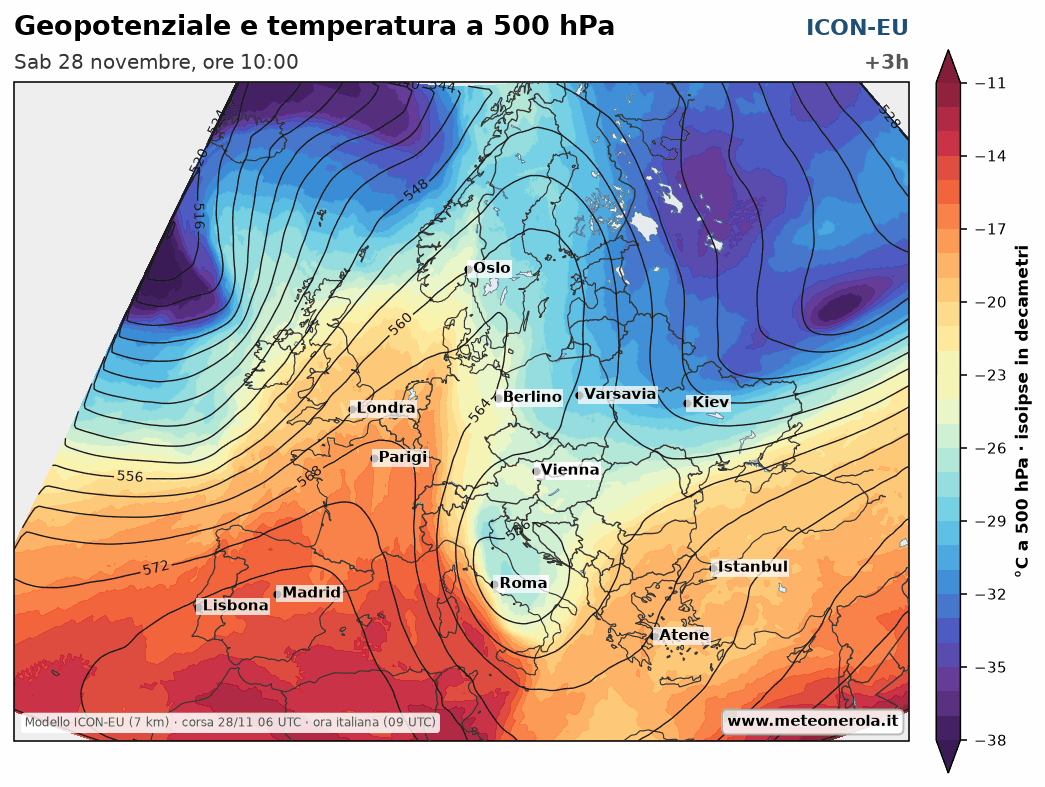 Geopotenziale e temperatura a 500 hPa
ICON-EU
Sab 28 novembre, ore 10:00
+3h
544
528
524
520
516
548
560
564
556
568
572
Oslo
Londra
Berlino
Varsavia
Kiev
Parigi
Vienna
Roma
Istanbul
Madrid
Lisbona
Atene
Modello ICON-EU (7 km) · corsa 28/11 06 UTC · ora italiana (09 UTC)
www.meteonerola.it
−11
−14
−17
−20
−23
−26
−29
−32
−35
−38
°C a 500 hPa · isoipse in decametri